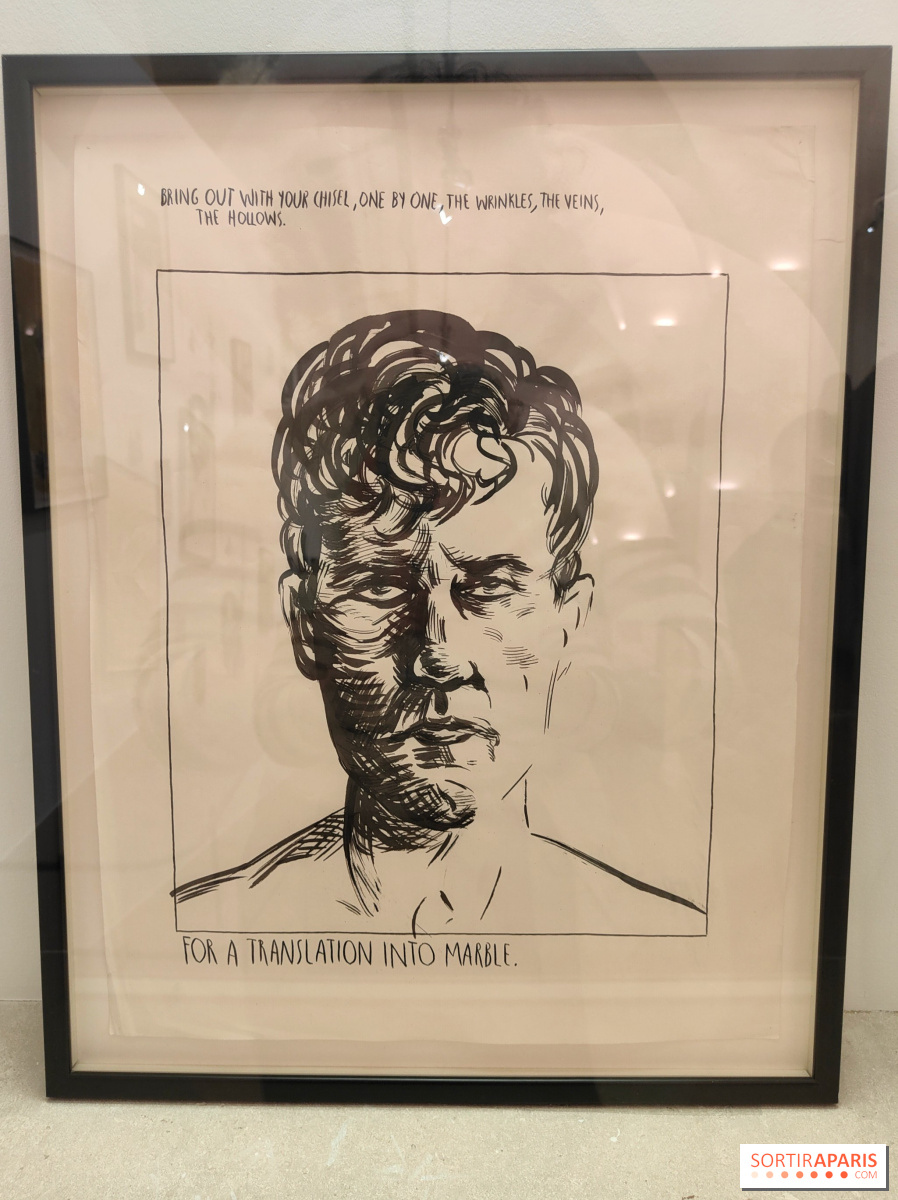 BRING OUT WITH YOUR CHISEL, ONE BY ONE, THE WRINKLES, THE VEINS,
THE HOLLOWS.
FOR A TRANSLATION INTO MARBLE.
SORTIRAPARIS
.COM